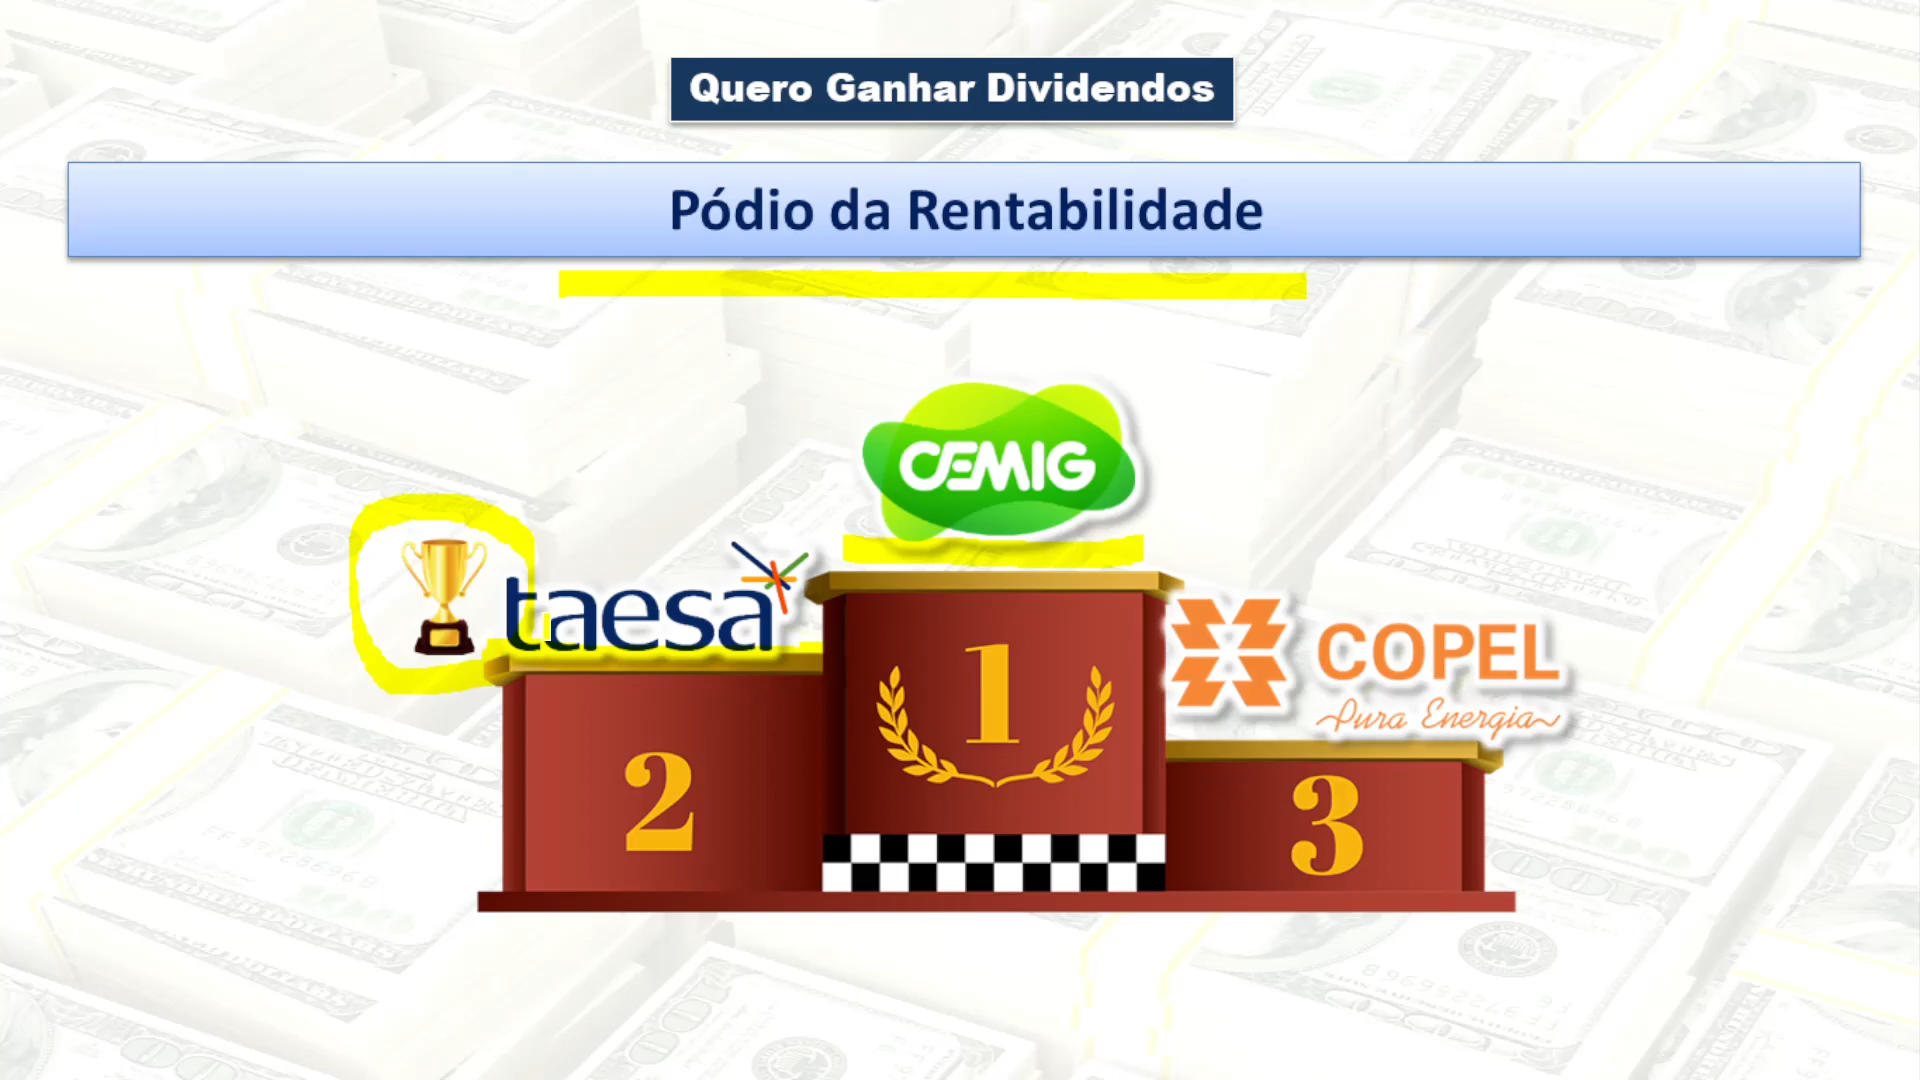 Quero Ganhar Dividendos
Pódio da Rentabilidade
CEMIG
taesa
COPEL
Pura Energia
1
2
3